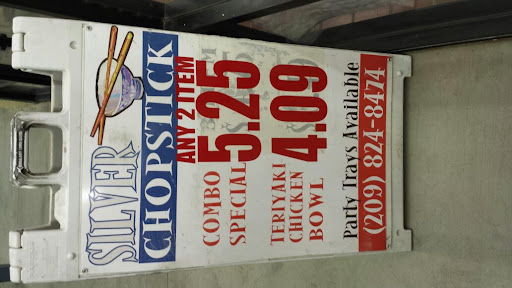 SILVER
CHOPSTICK
ANY 2 ITEM
COMBO
SPECIAL 5.25
TERIYAKI
CHICKEN
BOWL 4.09
Party Trays Available
(209) 824-8474